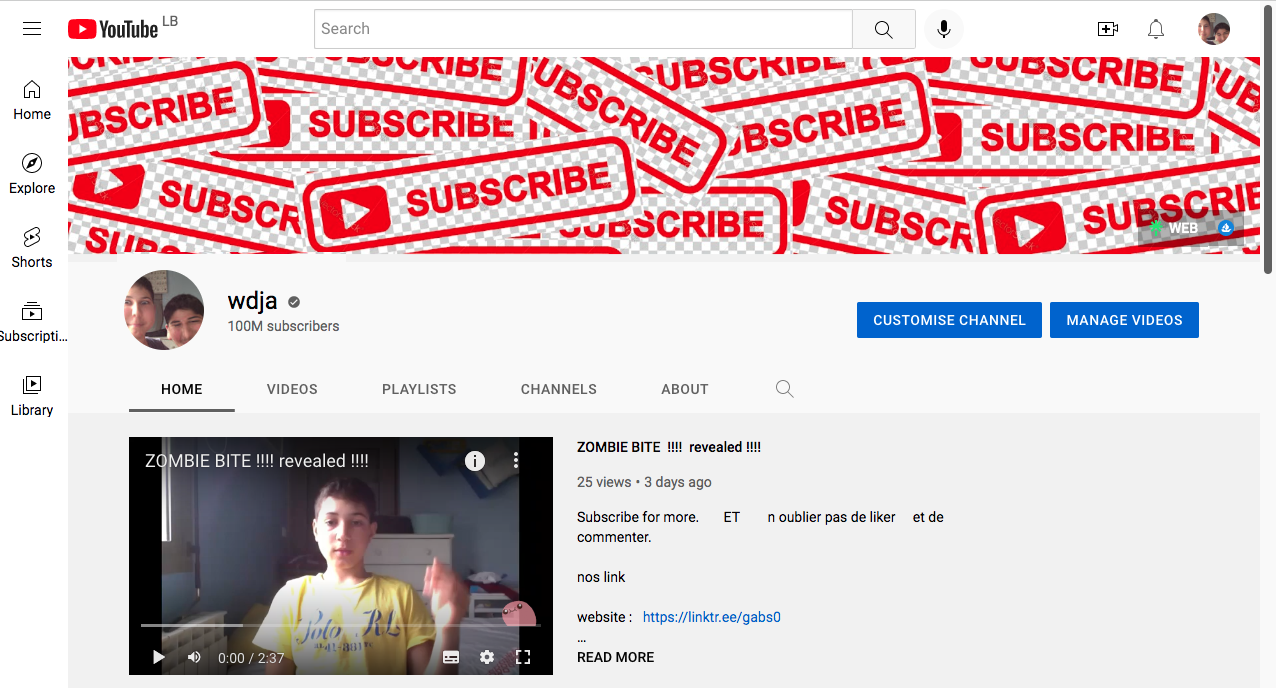 YouTube LB
Search
Home
Explore
Shorts
Subscripti...
Library
SUBSCRIBE
SUBSCRIBE
SUBSCRIBE
SUBSCRIBE
SUBSCRIBE
SUBSCRIBE
SUBSCRIBE
SUBSCRIBE
WEB
wdja
100M subscribers
CUSTOMISE CHANNEL
MANAGE VIDEOS
HOME VIDEOS PLAYLISTS CHANNELS ABOUT
ZOMBIE BITE !!!! revealed !!!!
Polo RL
0:00 / 2:37
ZOMBIE BITE  !!!!  revealed !!!!
25 views • 3 days ago
Subscribe for more.      ET       n oublier pas de liker     et de
commenter.
nos link
website :   https://linktr.ee/gabs0
...
READ MORE